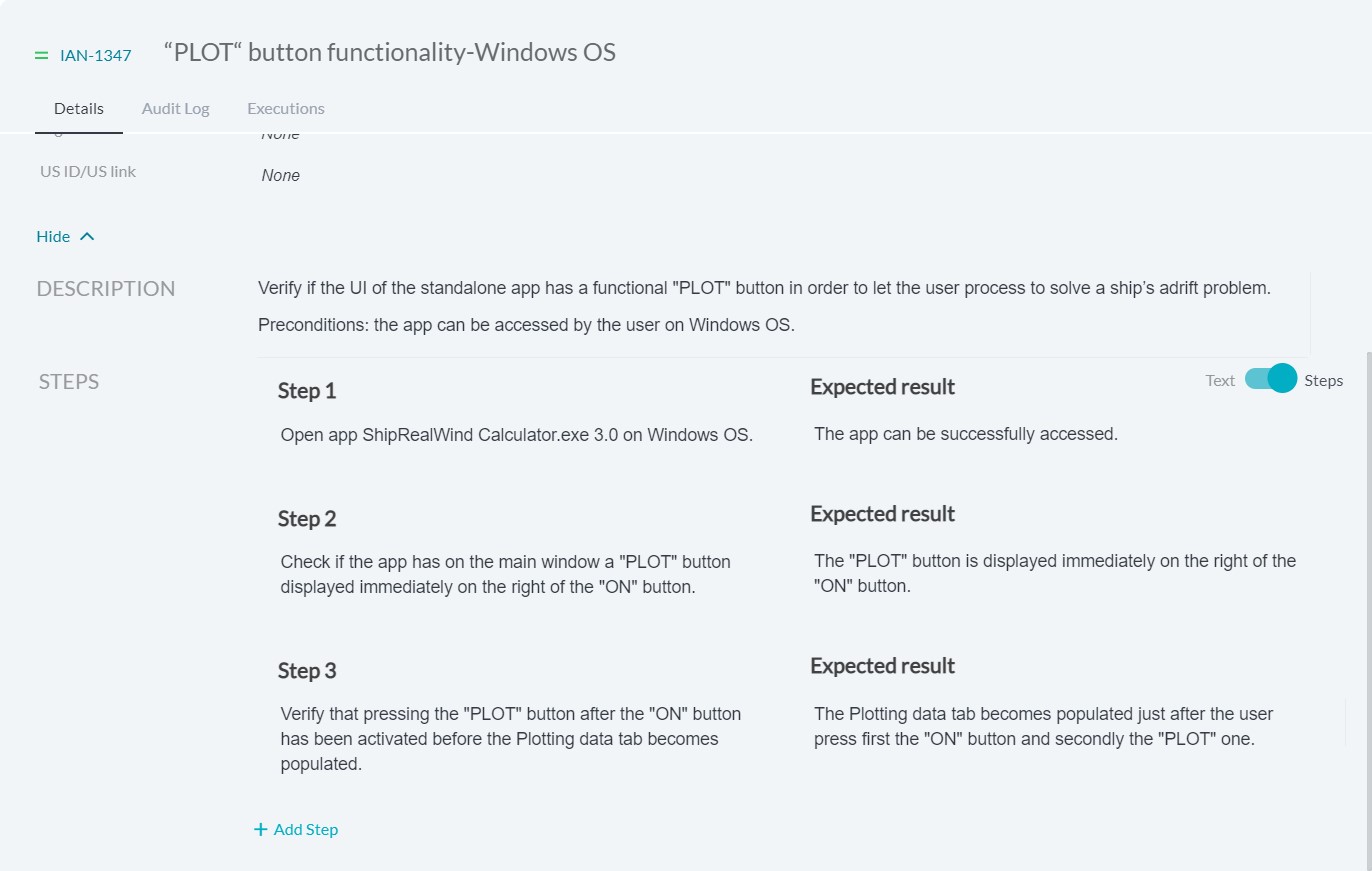 IAN-1347 “PLOT“ button functionality-Windows OS
Details Audit Log Executions
None
US ID/US link None
Hide
DESCRIPTION Verify if the UI of the standalone app has a functional "PLOT" button in order to let the user process to solve a ship’s adrift problem.
Preconditions: the app can be accessed by the user on Windows OS.
STEPS
Text Steps
Step 1 Expected result
Open app ShipRealWind Calculator.exe 3.0 on Windows OS. The app can be successfully accessed.
Step 2 Expected result
Check if the app has on the main window a "PLOT" button
displayed immediately on the right of the "ON" button.
The "PLOT" button is displayed immediately on the right of the
"ON" button.
Step 3 Expected result
Verify that pressing the "PLOT" button after the "ON" button
has been activated before the Plotting data tab becomes
populated.
The Plotting data tab becomes populated just after the user
press first the "ON" button and secondly the "PLOT" one.
+ Add Step